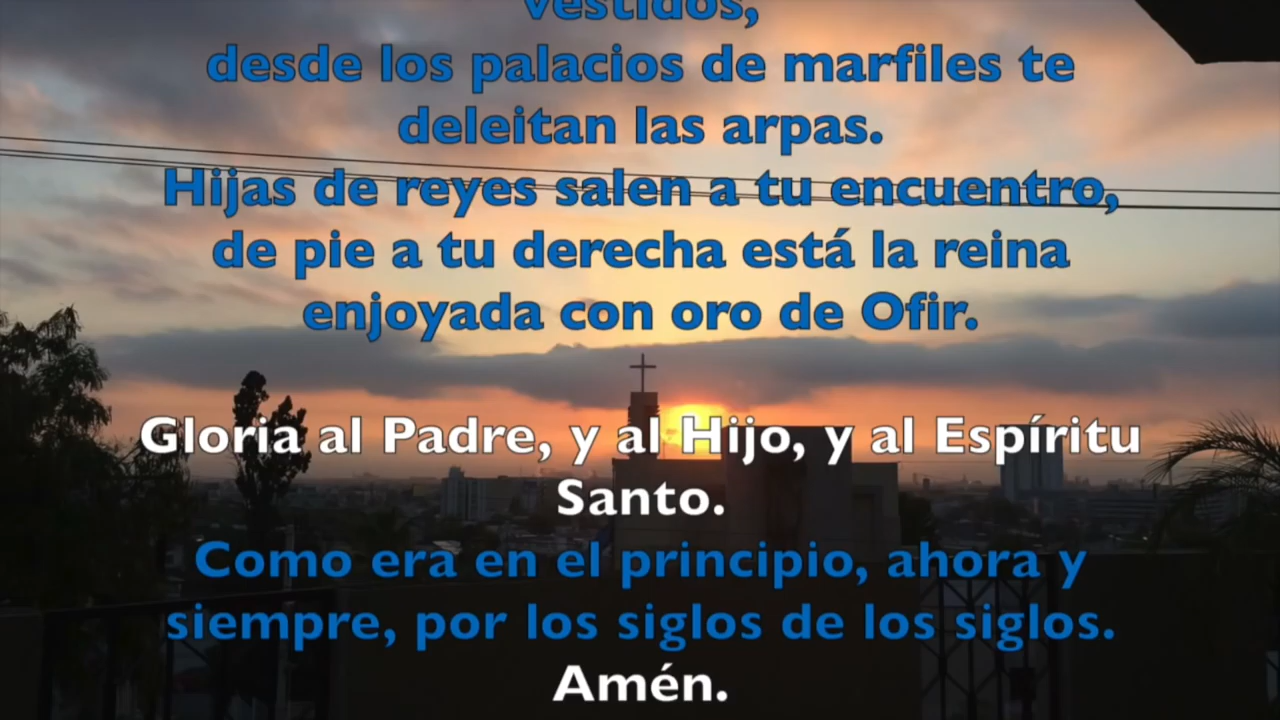 vestidos,
desde los palacios de marfiles te
deleitan las arpas.
Hijas de reyes salen a tu encuentro,
de pie a tu derecha está la reina
enjoyada con oro de Ofir.
Gloria al Padre, y al Hijo, y al Espíritu
Santo.
Como era en el principio, ahora y
siempre, por los siglos de los siglos.
Amén.